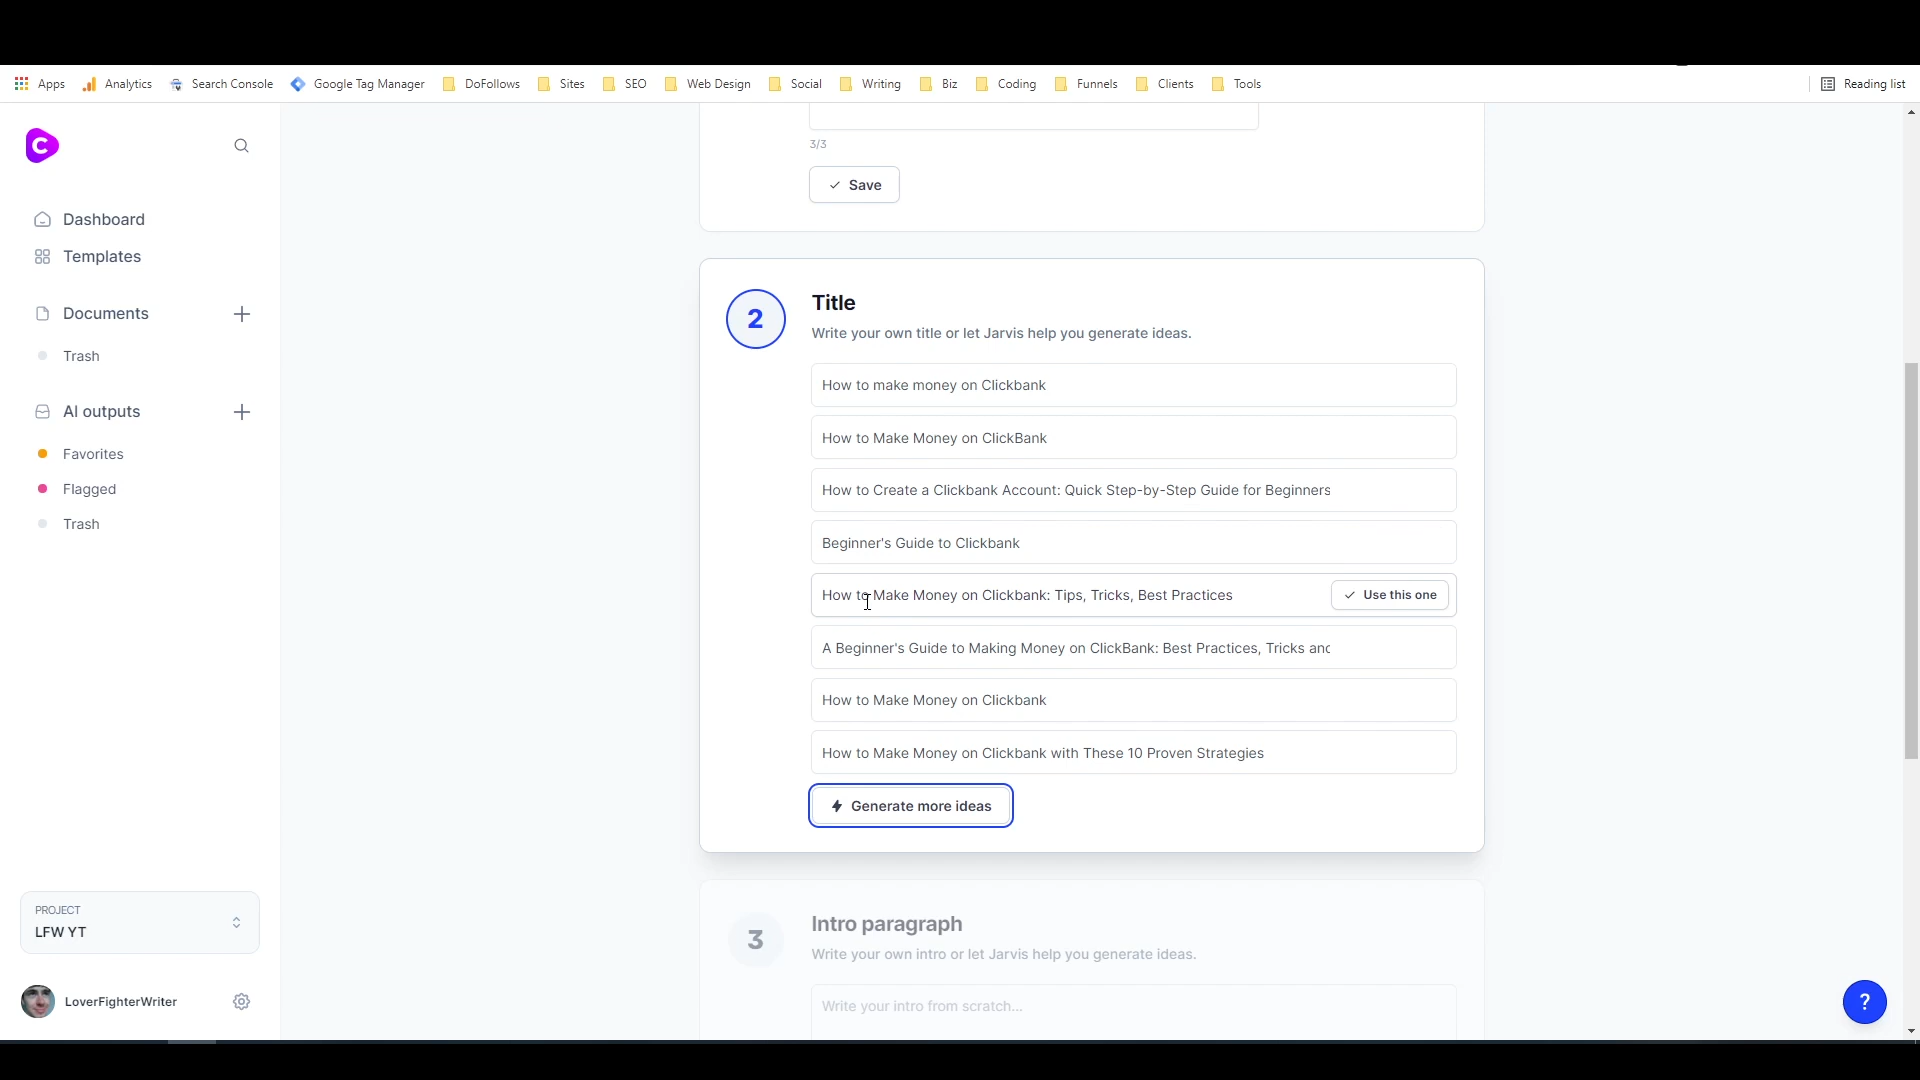 Apps Analytics Search Console Google Tag Manager DoFollows Sites SEO Web Design Social Writing Biz Coding Funnels Clients Tools Reading list
C
Dashboard
Templates
Documents
Trash
AI outputs
Favorites
Flagged
Trash
PROJECT
LFW YT
LoverFighterWriter
3/3
Save
2
Title
Write your own title or let Jarvis help you generate ideas.
How to make money on Clickbank
How to Make Money on ClickBank
How to Create a Clickbank Account: Quick Step-by-Step Guide for Beginners
Beginner's Guide to Clickbank
How to Make Money on Clickbank: Tips, Tricks, Best Practices Use this one
A Beginner's Guide to Making Money on ClickBank: Best Practices, Tricks and
How to Make Money on Clickbank
How to Make Money on Clickbank with These 10 Proven Strategies
Generate more ideas
3
Intro paragraph
Write your own intro or let Jarvis help you generate ideas.
Write your intro from scratch...
?